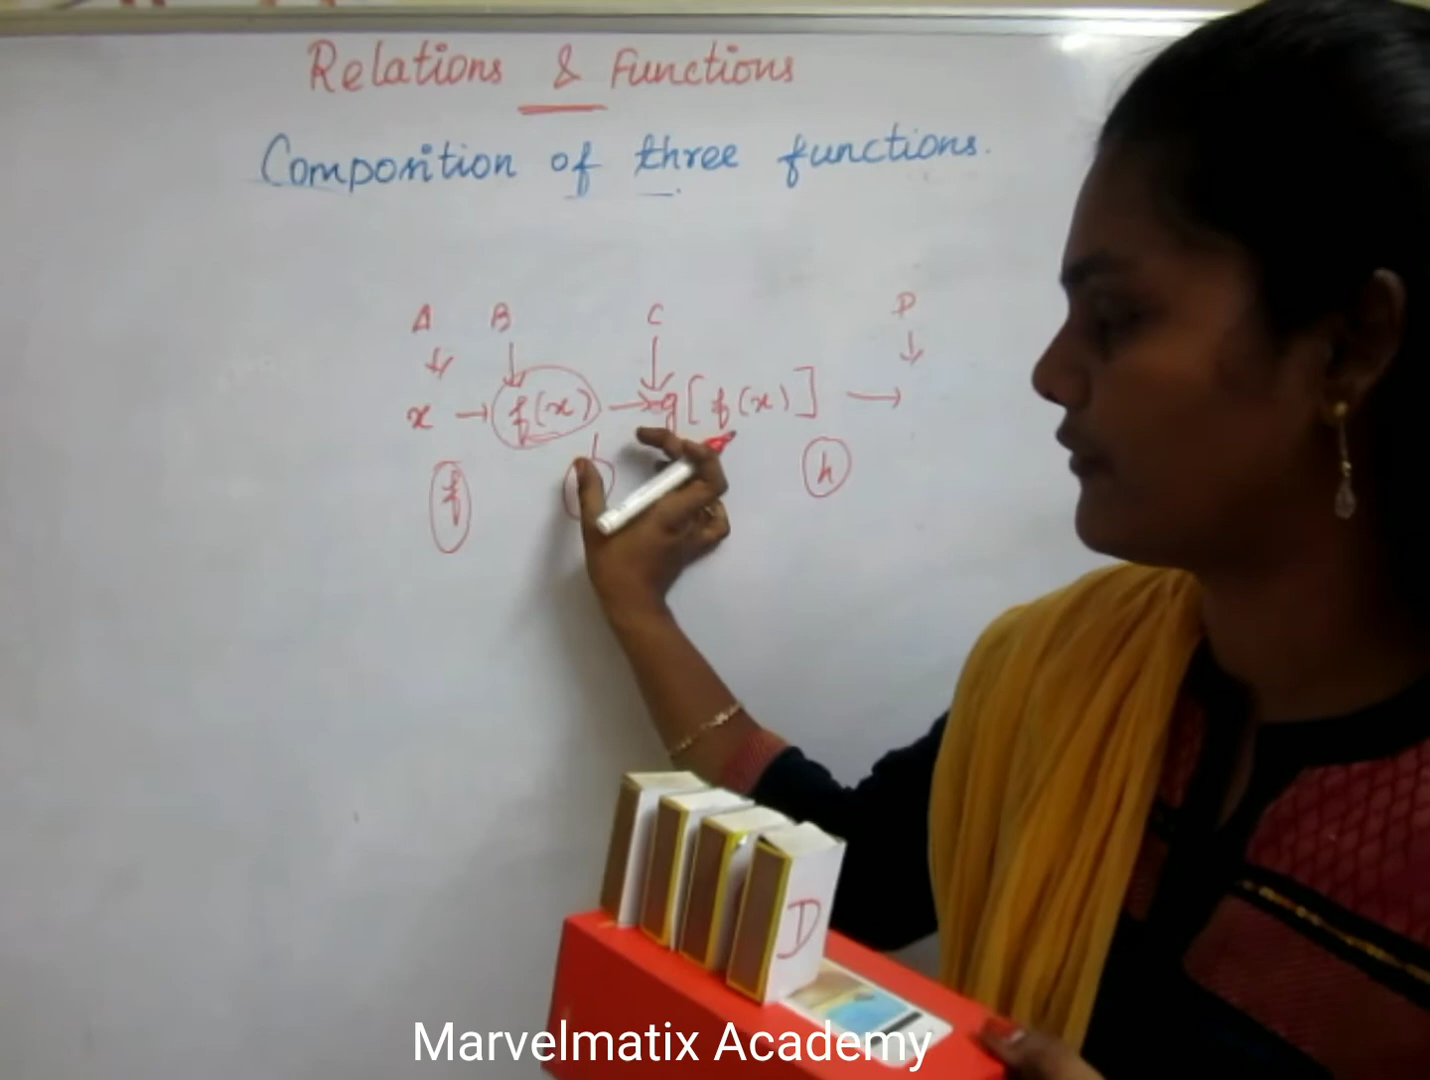 Relations & Functions
Composition of three functions.
A B C D
x → f(x) → g[f(x)] →
f h
D
Marvelmatix Academy